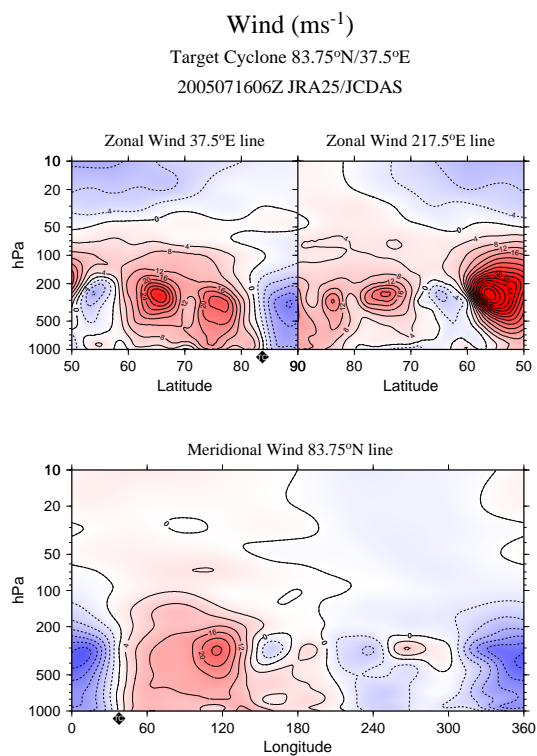 Wind (ms-1)
Target Cyclone 83.75oN/37.5oE
2005071606Z JRA25/JCDAS
Zonal Wind 37.5oE line
Zonal Wind 217.5oE line
10
20
50
100
200
500
1000
hPa
50 60 70 80 90 80 70 60 50
Latitude
Latitude
Meridional Wind 83.75oN line
10
20
50
100
200
500
1000
hPa
0 60 120 180 240 300 360
Longitude